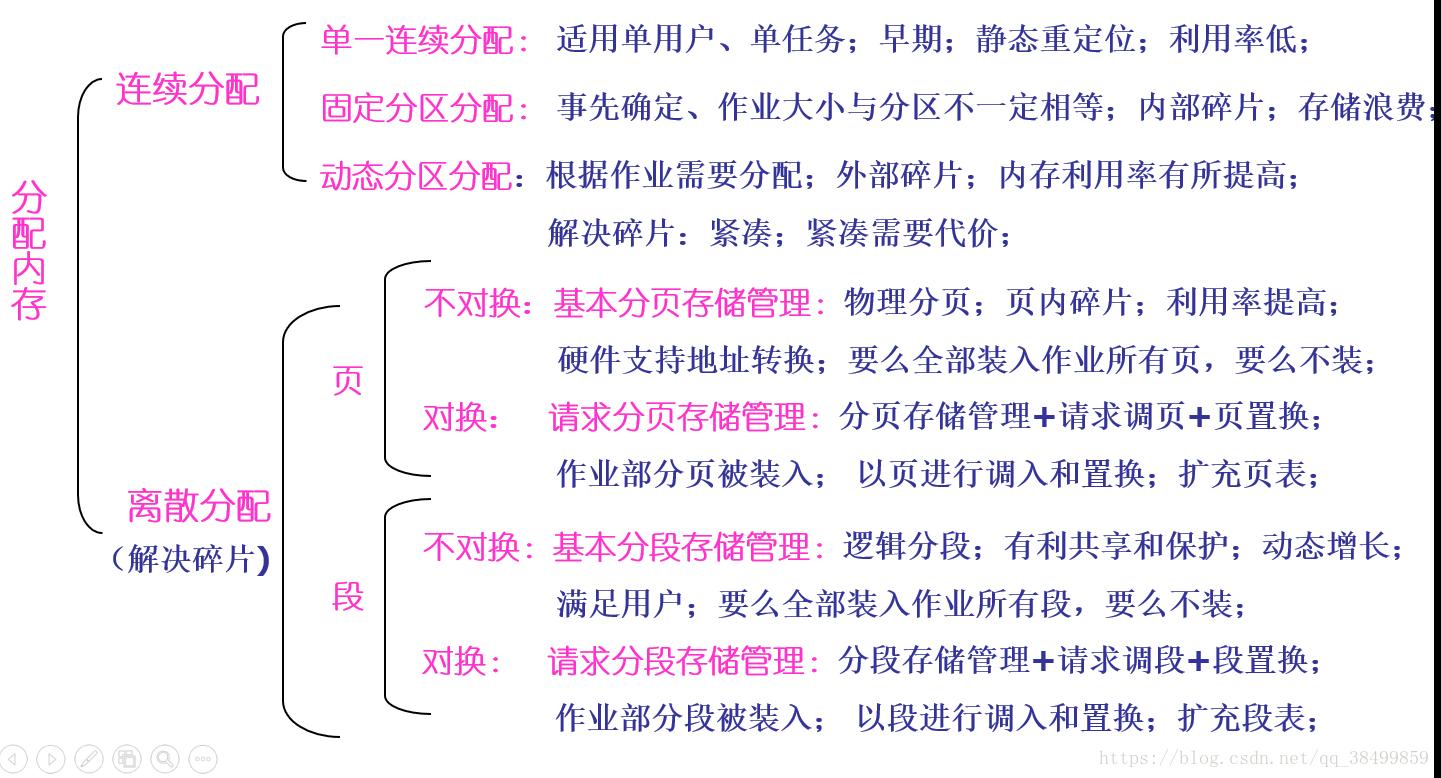 分配内存
连续分配
单一连续分配：适用单用户、单任务；早期；静态重定位；利用率低；
固定分区分配：事先确定、作业大小与分区不一定相等；内部碎片；存储浪费；
动态分区分配：根据作业需要分配；外部碎片；内存利用率有所提高；
解决碎片：紧凑；紧凑需要代价；
离散分配
（解决碎片)
页
不对换：基本分页存储管理：物理分页；页内碎片；利用率提高；
硬件支持地址转换；要么全部装入作业所有页，要么不装；
对换： 请求分页存储管理：分页存储管理+请求调页+页置换；
作业部分页被装入； 以页进行调入和置换；扩充页表；
段
不对换：基本分段存储管理：逻辑分段；有利共享和保护；动态增长；
满足用户；要么全部装入作业所有段，要么不装；
对换： 请求分段存储管理：分段存储管理+请求调段+段置换；
作业部分段被装入； 以段进行调入和置换；扩充段表；
https://blog.csdn.net/qq_38499859